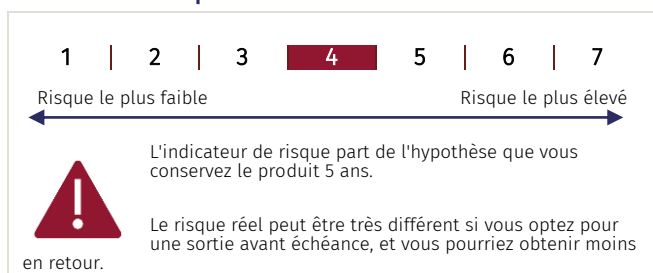 1 | 2 | 3 | 4 | 5 | 6 | 7
Risque le plus faible Risque le plus élevé
L'indicateur de risque part de l'hypothèse que vous
conservez le produit 5 ans.
Le risque réel peut être très différent si vous optez pour
une sortie avant échéance, et vous pourriez obtenir moins
en retour.